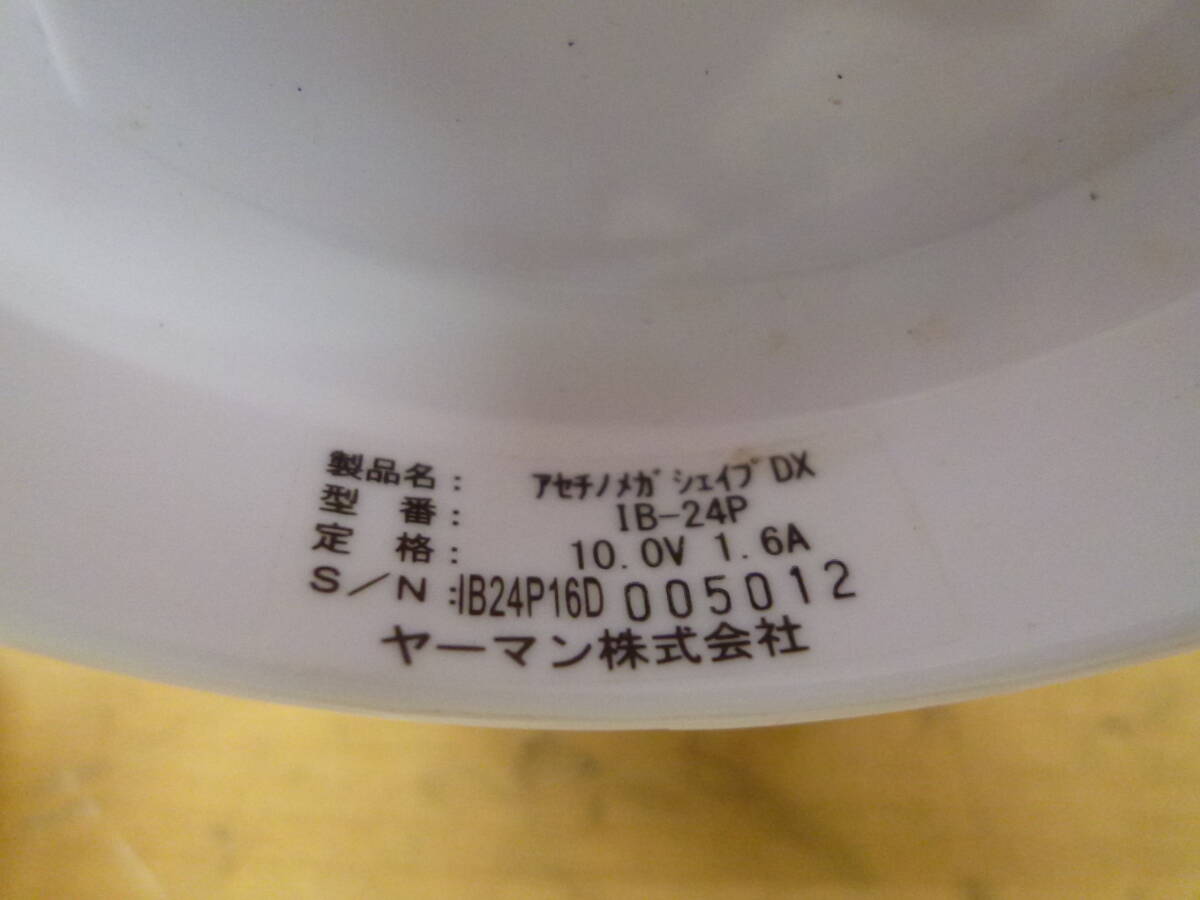 製品名： ｱｾﾁﾉﾒｶﾞｼｪｲﾌﾟDX
型　番： IB-24P
定　格： 10.0V 1.6A
S／N：IB24P16D 005012
ヤーマン株式会社